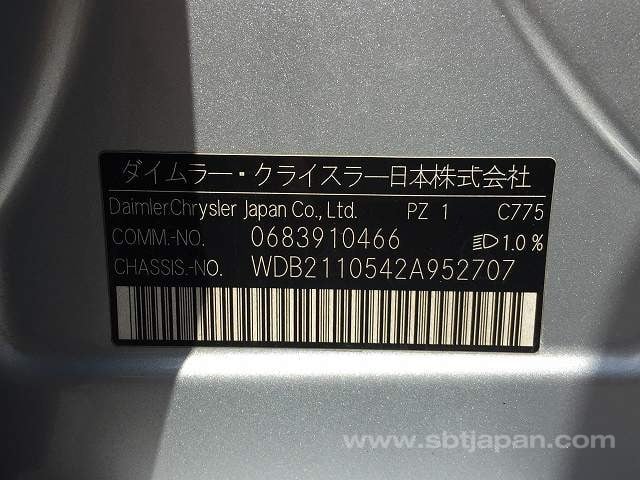 ダイムラー・クライスラー日本株式会社
DaimlerChrysler Japan Co., Ltd. PZ 1 C775
COMM.-NO. 0683910466 1.0 %
CHASSIS.-NO. WDB2110542A952707
www.sbtjapan.com